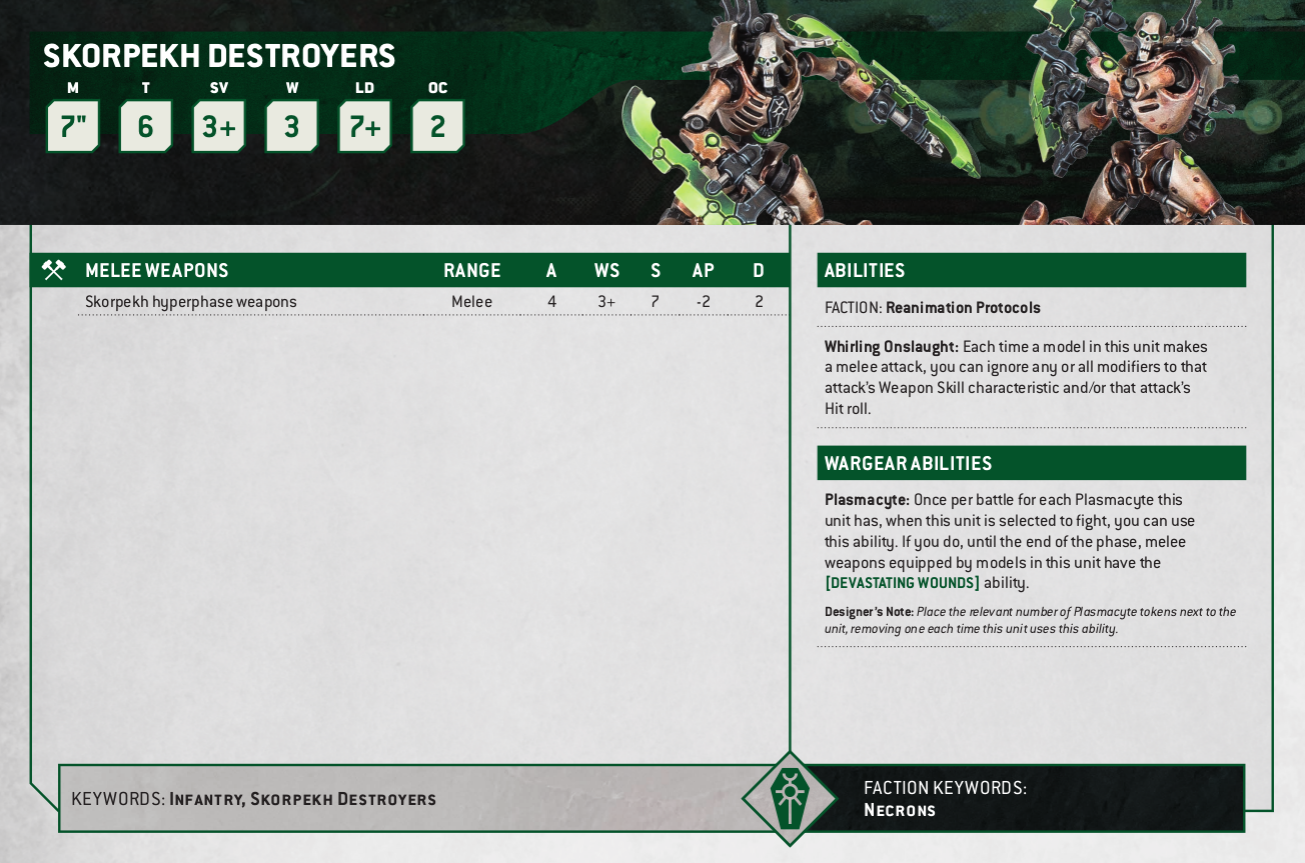 SKORPEKH DESTROYERS
M T SV W LD OC
7" 6 3+ 3 7+ 2
MELEE WEAPONS RANGE A WS S AP D
Skorpekh hyperphase weapons Melee 4 3+ 7 -2 2
ABILITIES
FACTION: Reanimation Protocols
Whirling Onslaught: Each time a model in this unit makes
a melee attack, you can ignore any or all modifiers to that
attack's Weapon Skill characteristic and/or that attack's
Hit roll.
WARGEAR ABILITIES
Plasmacyte: Once per battle for each Plasmacyte this
unit has, when this unit is selected to fight, you can use
this ability. If you do, until the end of the phase, melee
weapons equipped by models in this unit have the
[DEVASTATING WOUNDS] ability.
Designer's Note: Place the relevant number of Plasmacyte tokens next to the
unit, removing one each time this unit uses this ability.
KEYWORDS: INFANTRY, SKORPEKH DESTROYERS
FACTION KEYWORDS:
NECRONS